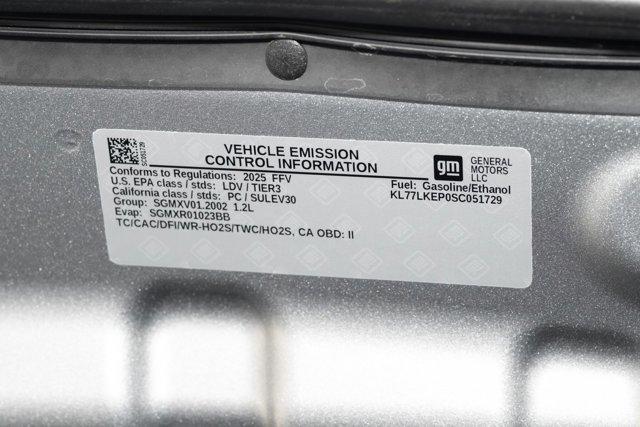 SC051729
VEHICLE EMISSION
CONTROL INFORMATION
gm
GENERAL
MOTORS
LLC
Conforms to Regulations: 2025 FFV
U.S. EPA class / stds: LDV / TIER3
California class / stds: PC / SULEV30
Group: SGMXV01.2002 1.2L
Evap: SGMXR01023BB
TC/CAC/DFI/WR-HO2S/TWC/HO2S, CA OBD: II
Fuel: Gasoline/Ethanol
KL77LKEP0SC051729